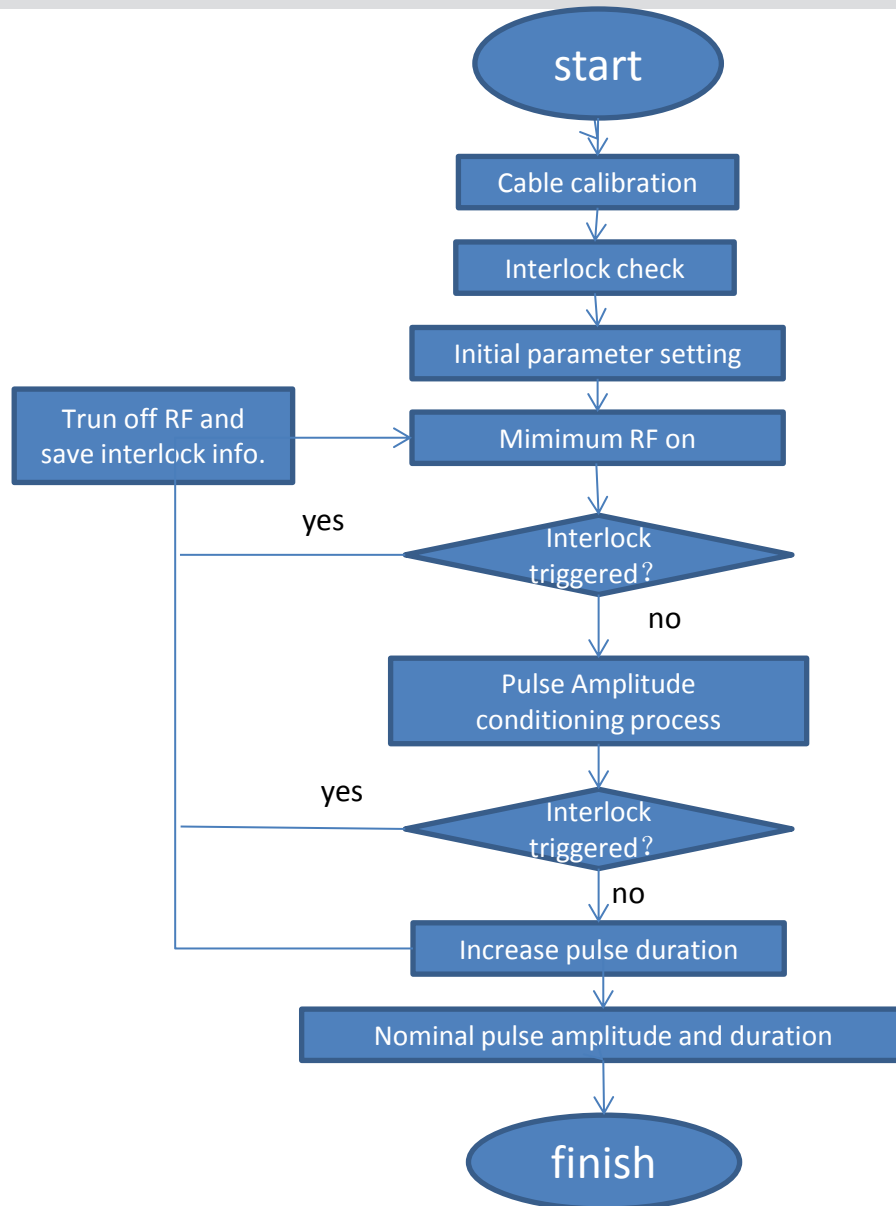 start
Cable calibration
Interlock check
Initial parameter setting
Trun off RF and
save interlock info.
Mimimum RF on
yes
Interlock
triggered？
no
Pulse Amplitude
conditioning process
yes
Interlock
triggered？
no
Increase pulse duration
Nominal pulse amplitude and duration
finish